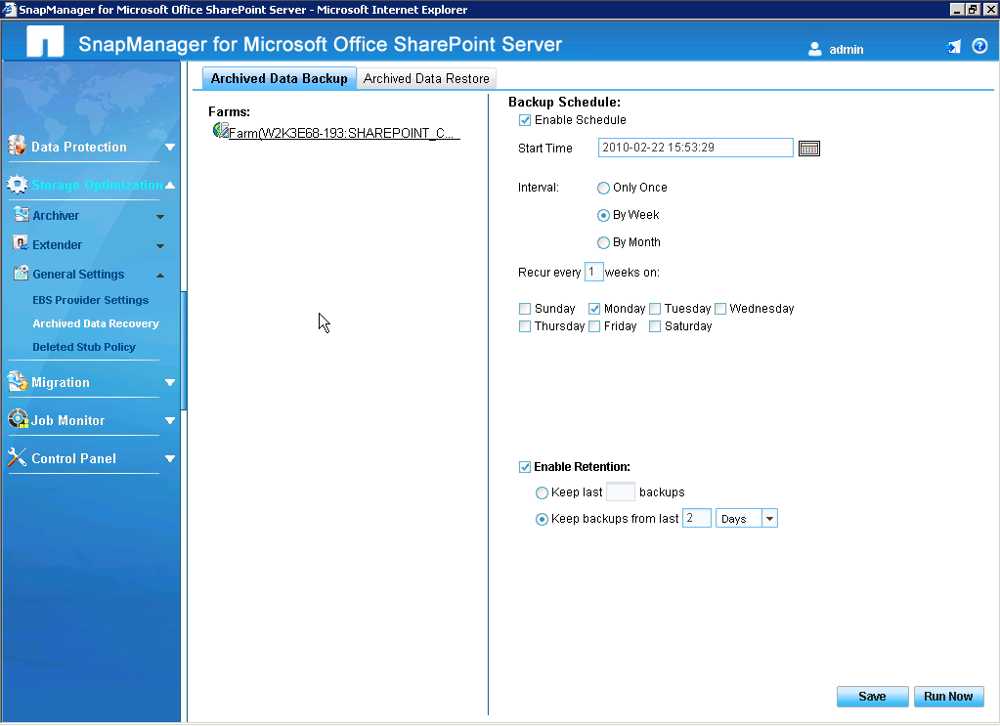 SnapManager for Microsoft Office SharePoint Server - Microsoft Internet Explorer
SnapManager for Microsoft Office SharePoint Server
admin
Data Protection
Storage Optimization
Archiver
Extender
General Settings
EBS Provider Settings
Archived Data Recovery
Deleted Stub Policy
Migration
Job Monitor
Control Panel
Archived Data Backup
Archived Data Restore
Farms:
Farm(W2K3E68-193:SHAREPOINT_C...
Backup Schedule:
Enable Schedule
Start Time 2010-02-22 15:53:29
Interval: Only Once
By Week
By Month
Recur every 1 weeks on:
Sunday Monday Tuesday Wednesday
Thursday Friday Saturday
Enable Retention:
Keep last backups
Keep backups from last 2 Days
Save Run Now